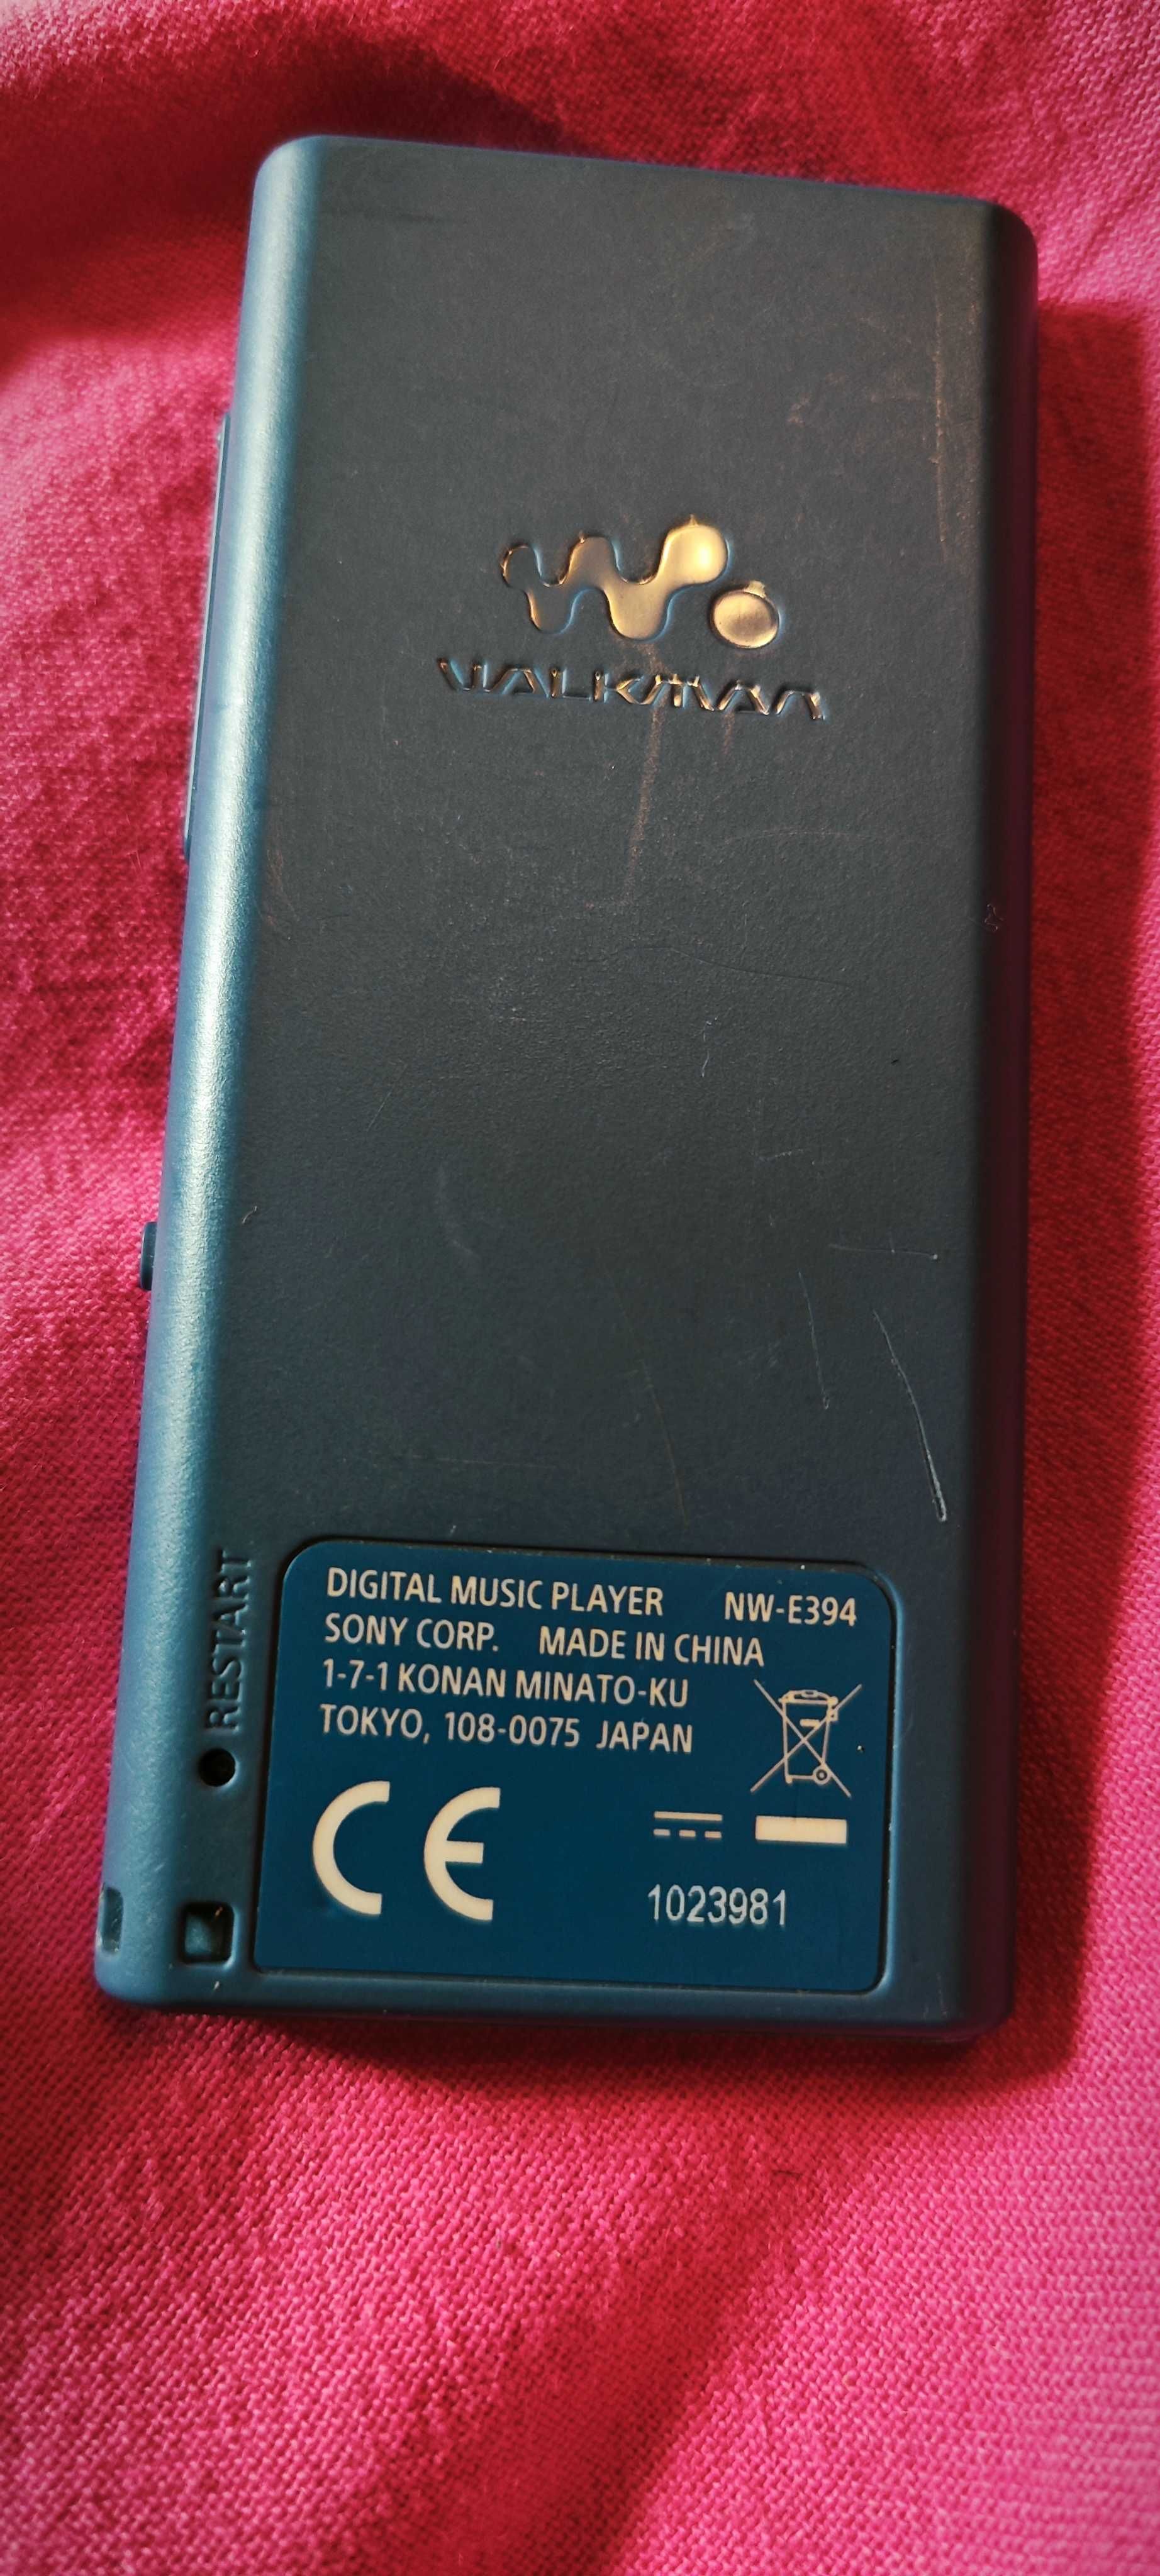 WALKMAN
RESTART
DIGITAL MUSIC PLAYER NW-E394
SONY CORP. MADE IN CHINA
1-7-1 KONAN MINATO-KU
TOKYO, 108-0075 JAPAN
CE
1023981